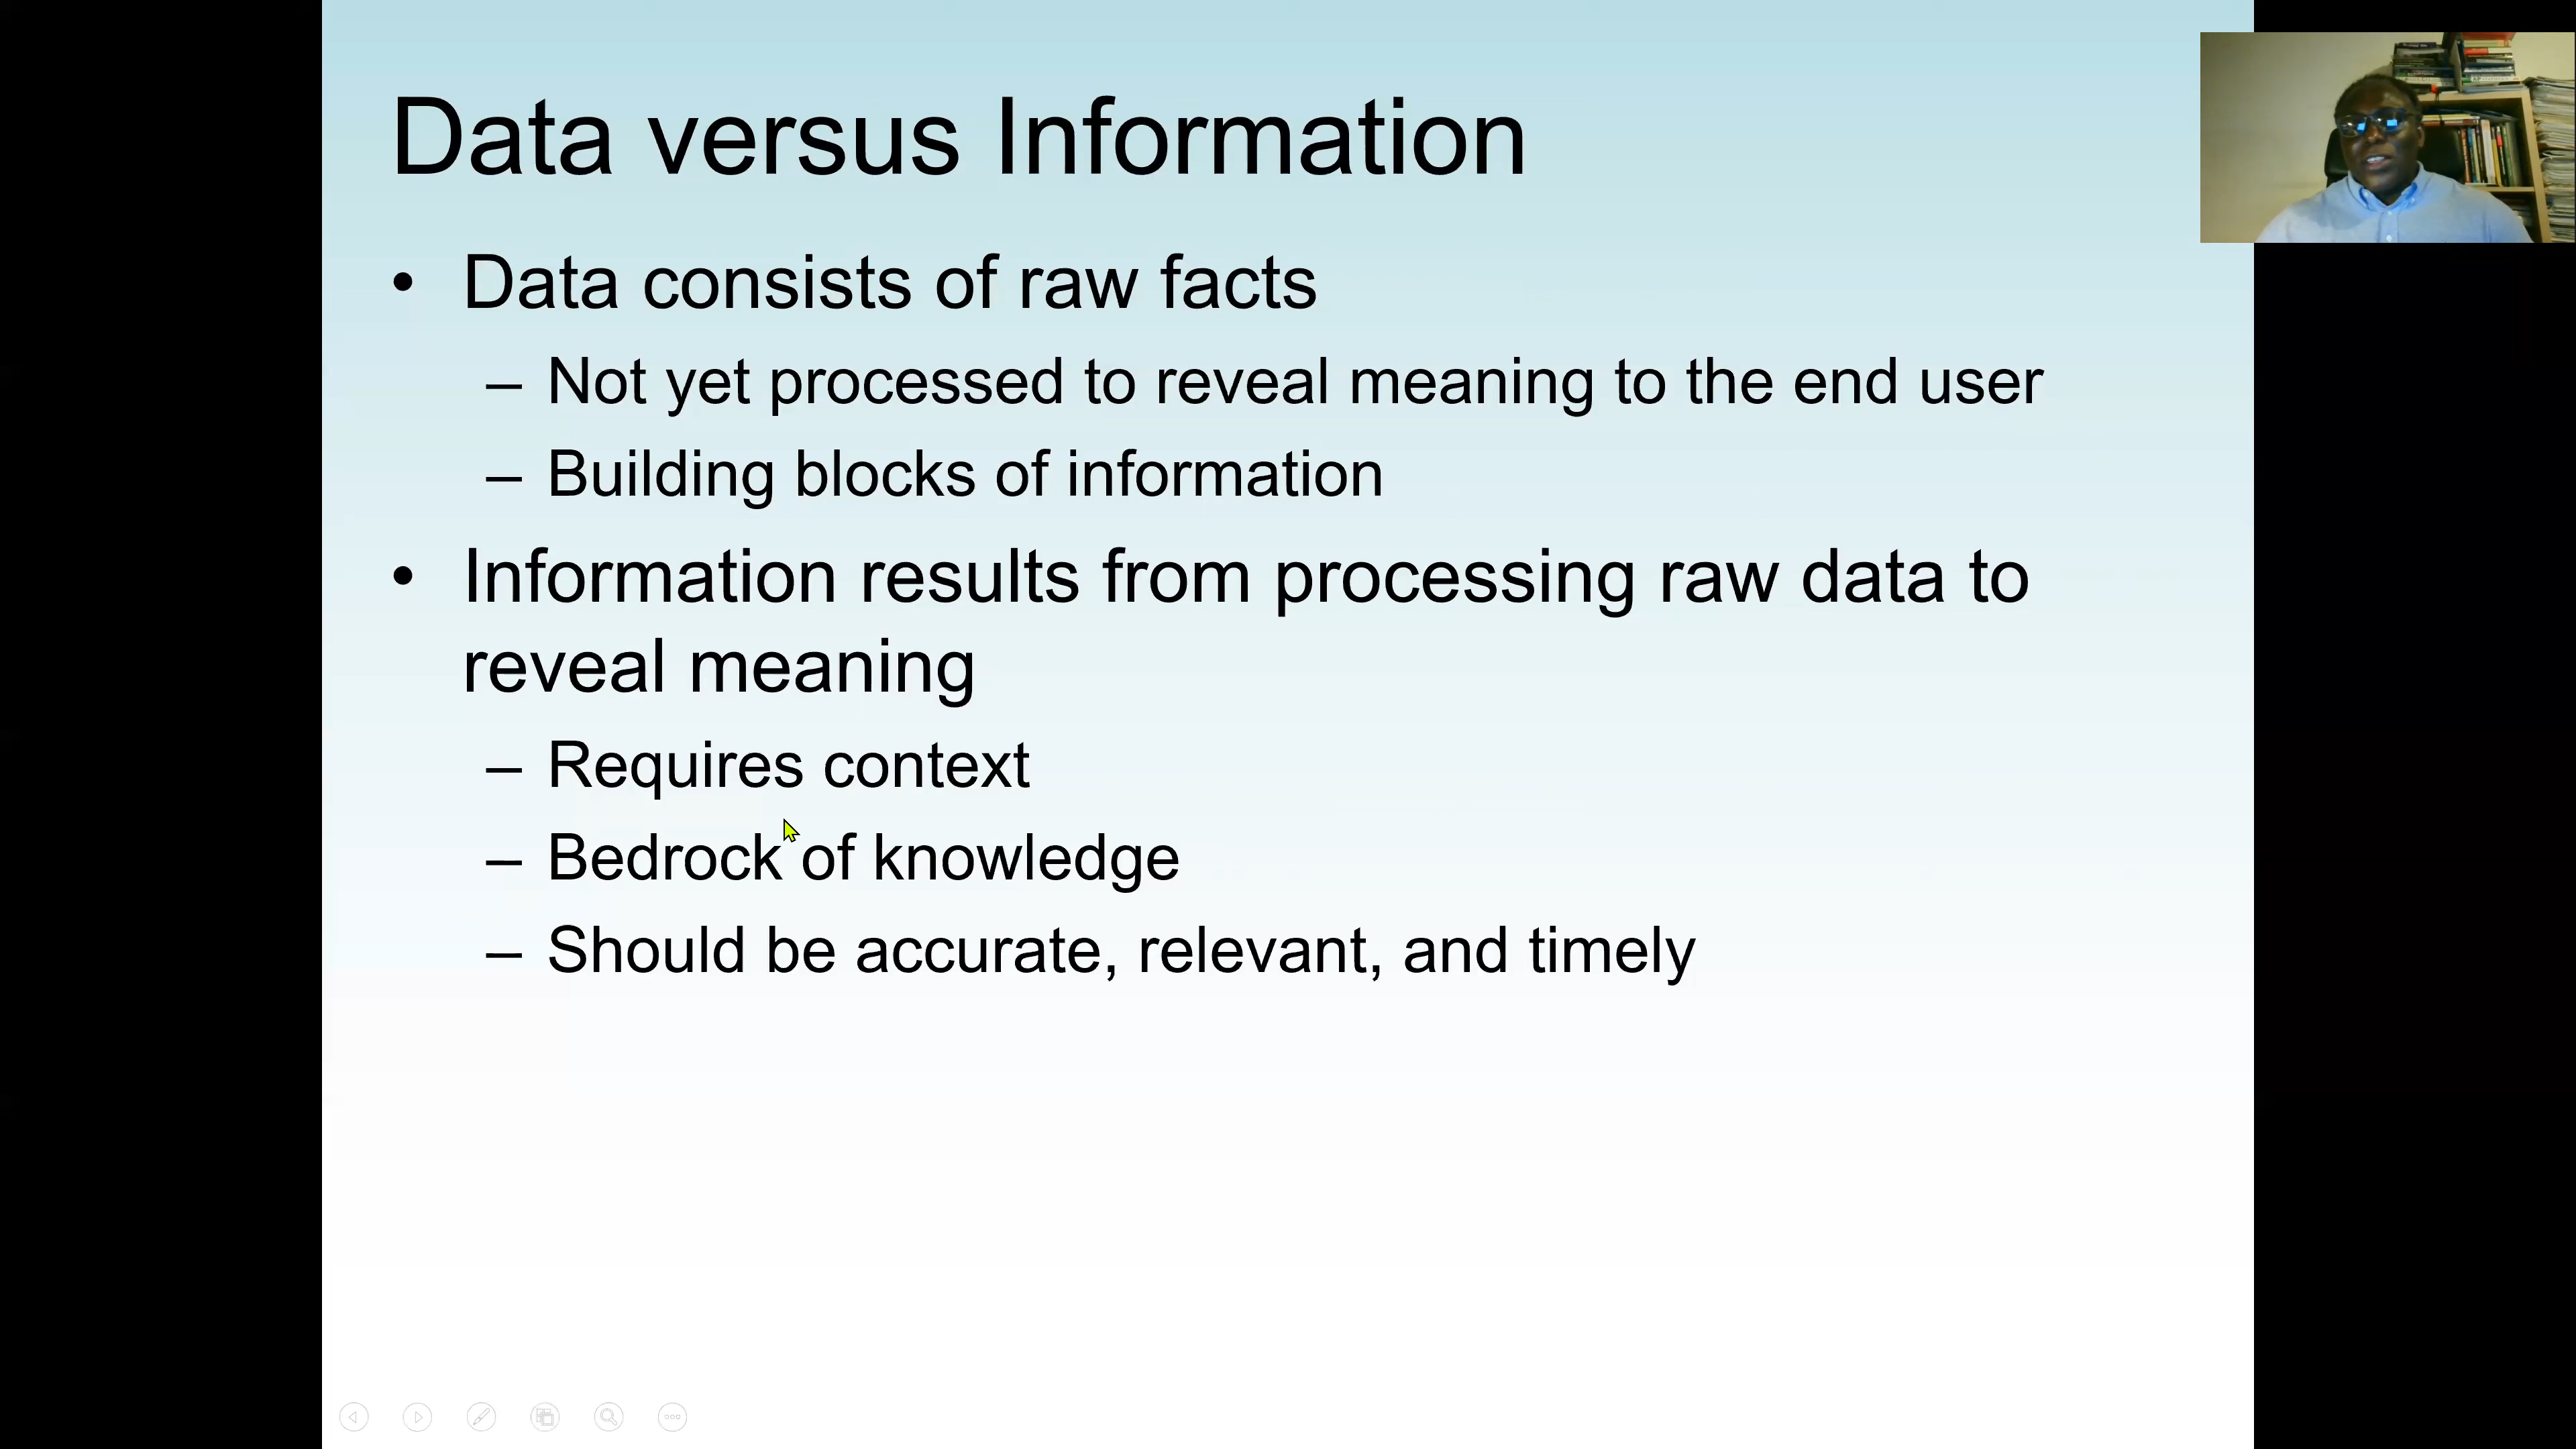 Data versus Information
• Data consists of raw facts
– Not yet processed to reveal meaning to the end user
– Building blocks of information
• Information results from processing raw data to
reveal meaning
– Requires context
– Bedrock of knowledge
– Should be accurate, relevant, and timely